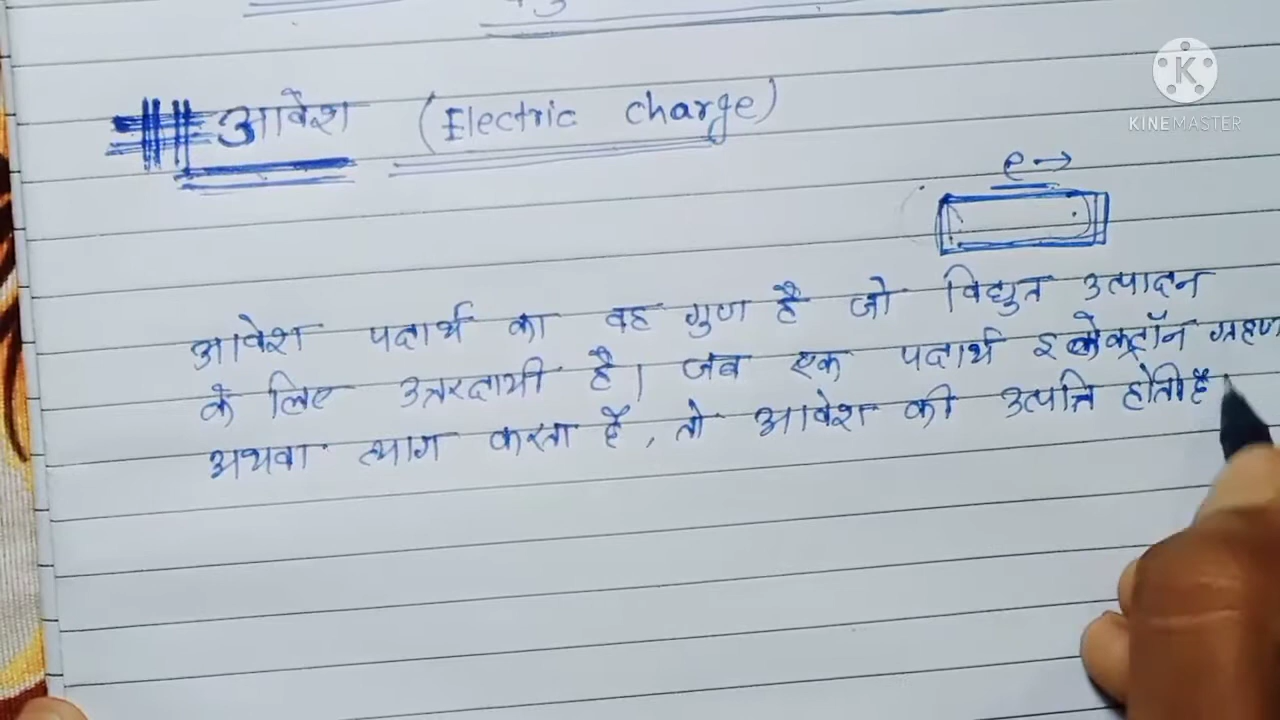 आवेश (Electric charge)
e→
आवेश पदार्थ का वह गुण है जो विद्युत उत्पादन
के लिए उत्तरदायी है। जब एक पदार्थ इलेक्ट्रॉन ग्रहण
अथवा त्याग करता है, तो आवेश की उत्पत्ति होती है
KINEMASTER